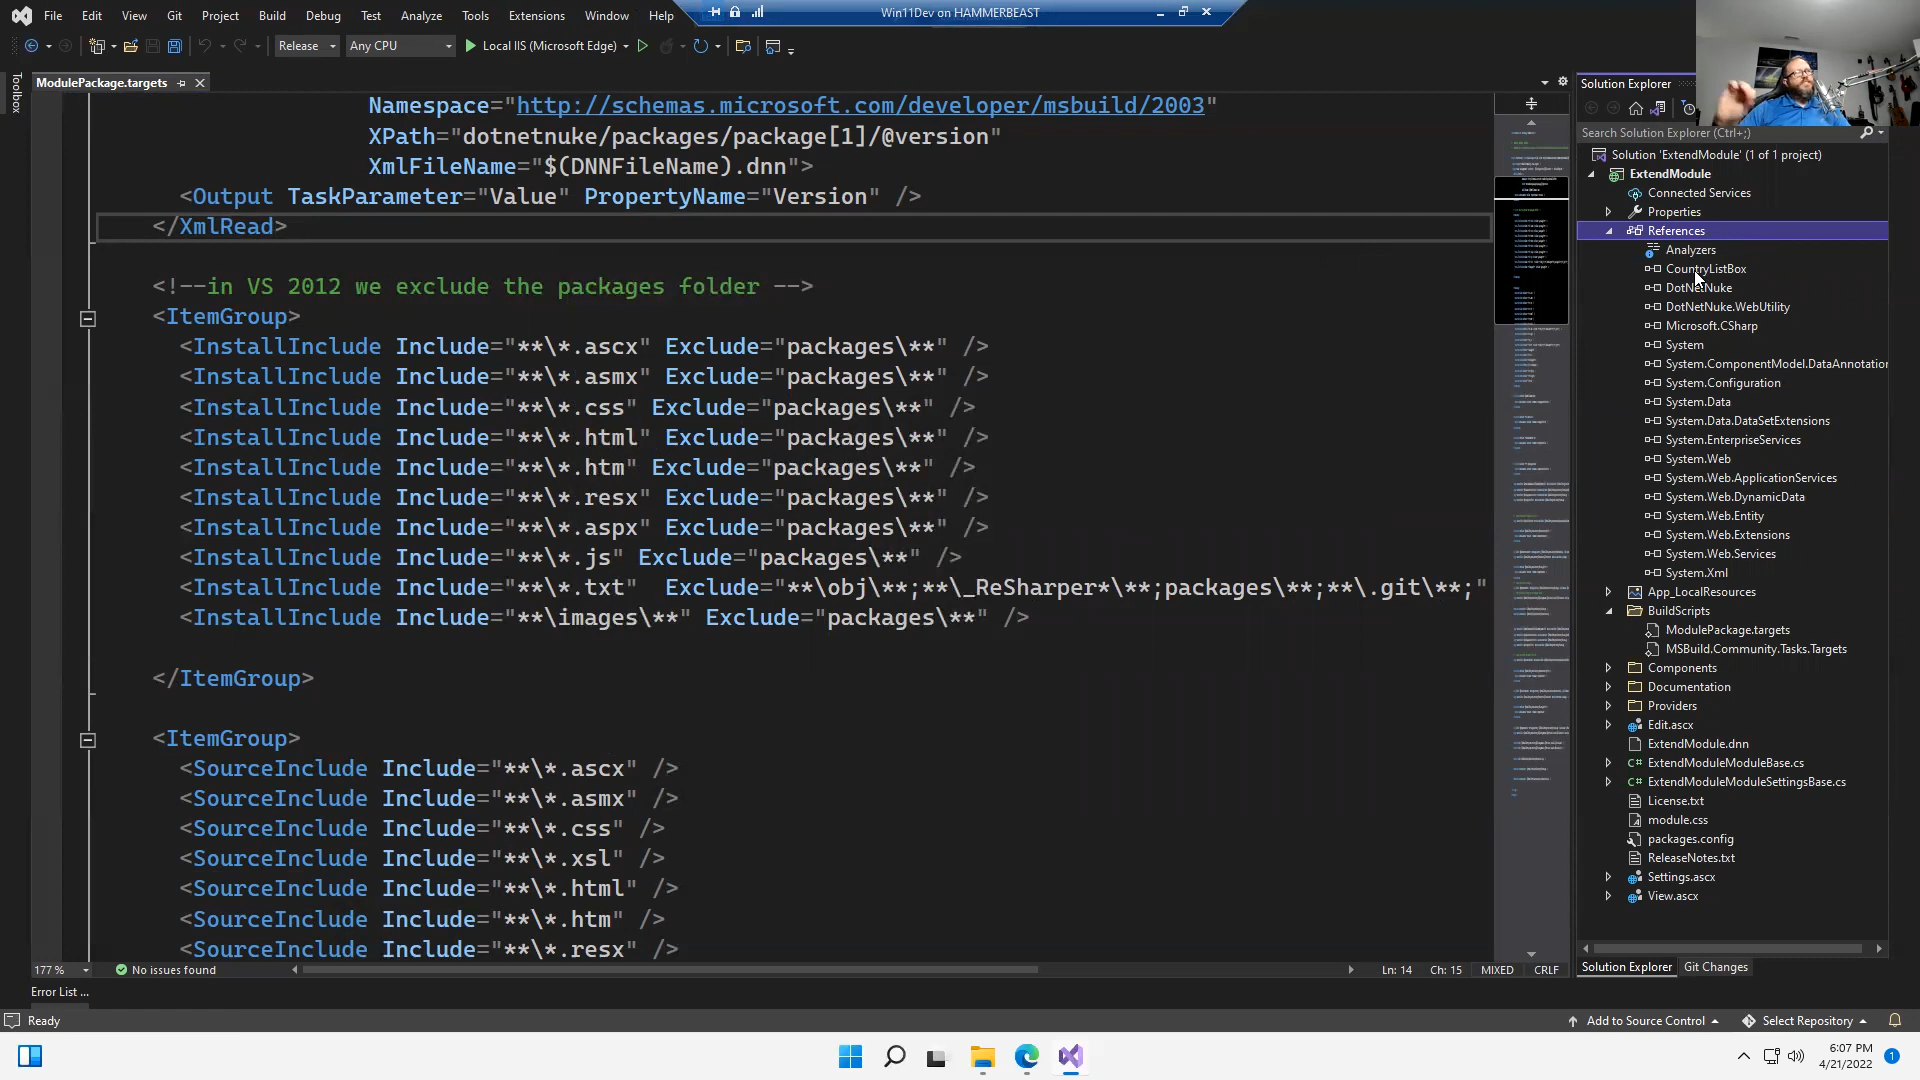 File Edit View Git Project Build Debug Test Analyze Tools Extensions Window Help
Win11Dev on HAMMERBEAST
Release Any CPU Local IIS (Microsoft Edge)
Toolbox
ModulePackage.targets
Namespace="http://schemas.microsoft.com/developer/msbuild/2003"
XPath="dotnetnuke/packages/package[1]/@version"
XmlFileName="$(DNNFileName).dnn">
<Output TaskParameter="Value" PropertyName="Version" />
</XmlRead>
<!--in VS 2012 we exclude the packages folder -->
<ItemGroup>
<InstallInclude Include="**\*.ascx" Exclude="packages\**" />
<InstallInclude Include="**\*.asmx" Exclude="packages\**" />
<InstallInclude Include="**\*.css" Exclude="packages\**" />
<InstallInclude Include="**\*.html" Exclude="packages\**" />
<InstallInclude Include="**\*.htm" Exclude="packages\**" />
<InstallInclude Include="**\*.resx" Exclude="packages\**" />
<InstallInclude Include="**\*.aspx" Exclude="packages\**" />
<InstallInclude Include="**\*.js" Exclude="packages\**" />
<InstallInclude Include="**\*.txt"  Exclude="**\obj\**;**\_ReSharper*\**;packages\**;**\.git\**;"
<InstallInclude Include="**\images\**" Exclude="packages\**" />
</ItemGroup>
<ItemGroup>
<SourceInclude Include="**\*.ascx" />
<SourceInclude Include="**\*.asmx" />
<SourceInclude Include="**\*.css" />
<SourceInclude Include="**\*.xsl" />
<SourceInclude Include="**\*.html" />
<SourceInclude Include="**\*.htm" />
<SourceInclude Include="**\*.resx" />
177 % No issues found Ln: 14 Ch: 15 MIXED CRLF
Error List ...
Solution Explorer
Search Solution Explorer (Ctrl+;)
Solution 'ExtendModule' (1 of 1 project)
ExtendModule
Connected Services
Properties
References
Analyzers
CountryListBox
DotNetNuke
DotNetNuke.WebUtility
Microsoft.CSharp
System
System.ComponentModel.DataAnnotation
System.Configuration
System.Data
System.Data.DataSetExtensions
System.EnterpriseServices
System.Web
System.Web.ApplicationServices
System.Web.DynamicData
System.Web.Entity
System.Web.Extensions
System.Web.Services
System.Xml
App_LocalResources
BuildScripts
ModulePackage.targets
MSBuild.Community.Tasks.Targets
Components
Documentation
Providers
Edit.ascx
ExtendModule.dnn
C# ExtendModuleModuleBase.cs
C# ExtendModuleModuleSettingsBase.cs
License.txt
module.css
packages.config
ReleaseNotes.txt
Settings.ascx
View.ascx
Solution Explorer Git Changes
Ready Add to Source Control Select Repository
6:07 PM
4/21/2022
1